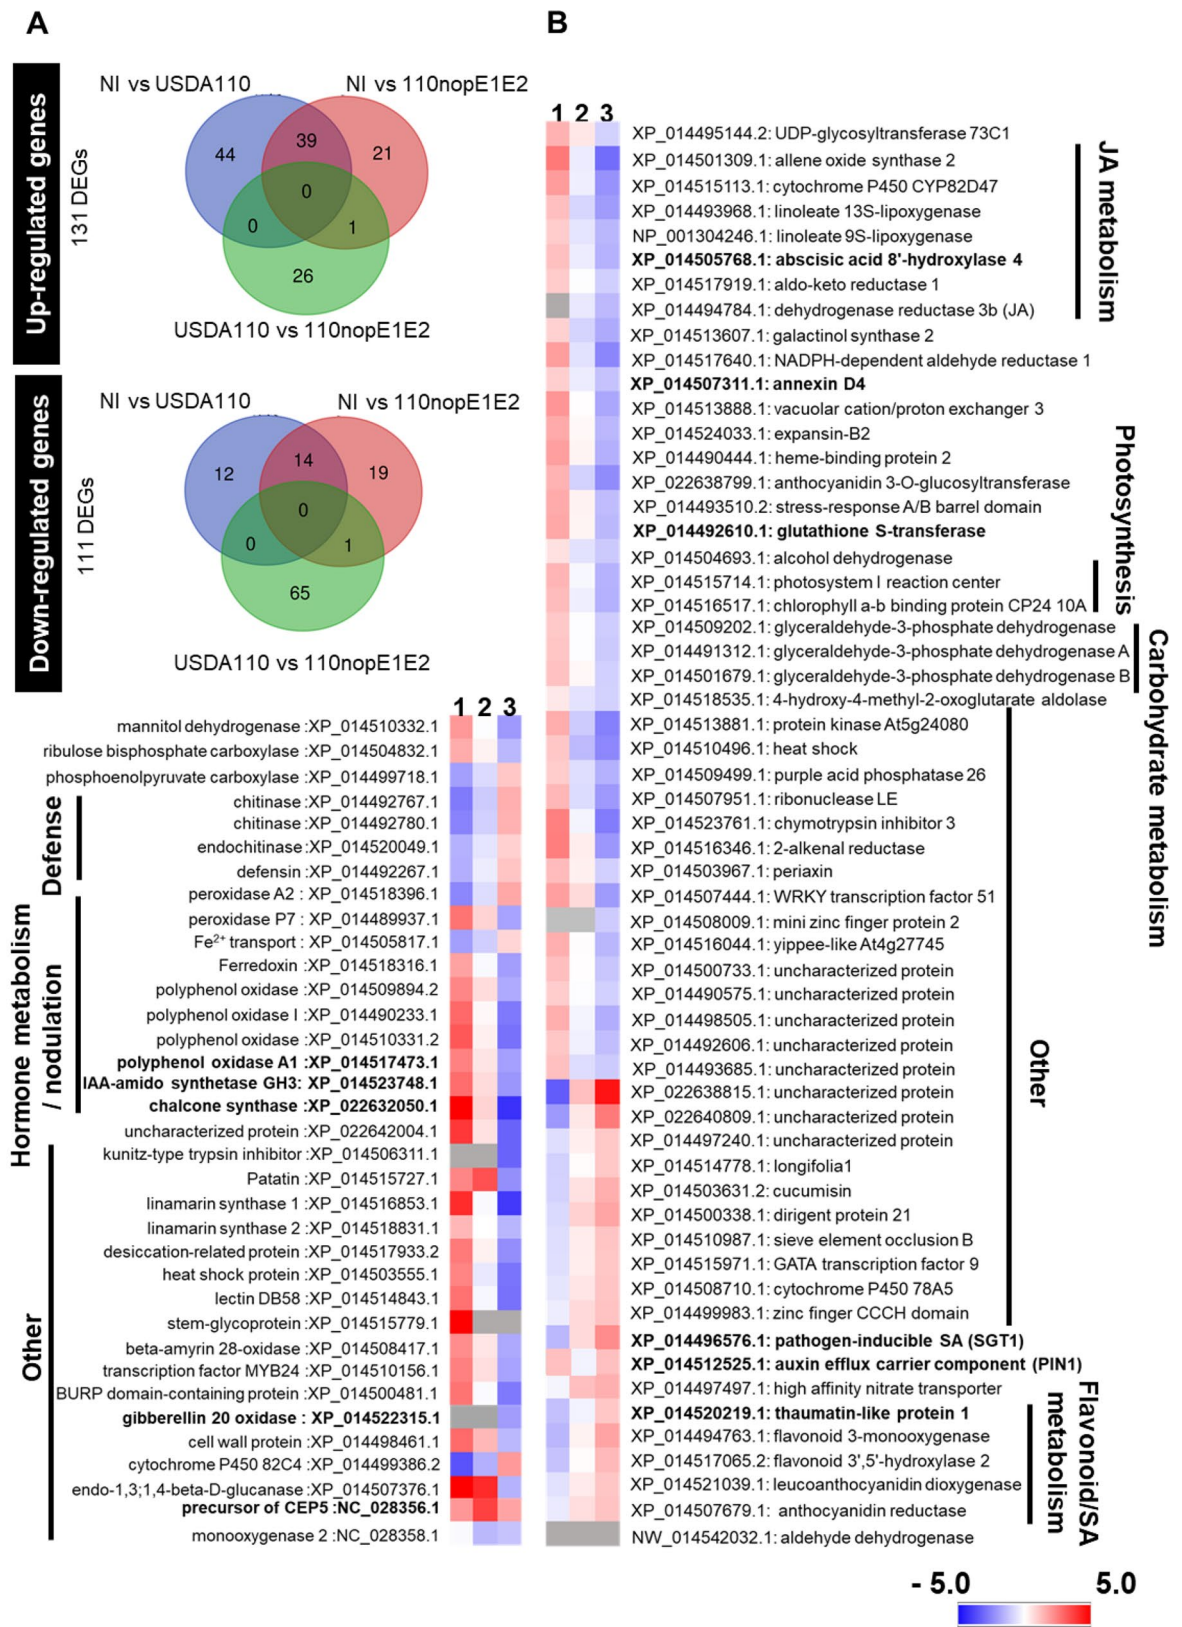 A
B
Up-regulated genes
131 DEGs
NI vs USDA110
NI vs 110nopE1E2
44
39
21
0
0
1
26
USDA110 vs 110nopE1E2
Down-regulated genes
111 DEGs
NI vs USDA110
NI vs 110nopE1E2
12
14
19
0
0
1
65
USDA110 vs 110nopE1E2
1 2 3
mannitol dehydrogenase :XP_014510332.1
ribulose bisphosphate carboxylase :XP_014504832.1
phosphoenolpyruvate carboxylase :XP_014499718.1
chitinase :XP_014492767.1
chitinase :XP_014492780.1
endochitinase :XP_014520049.1
defensin :XP_014492267.1
peroxidase A2 : XP_014518396.1
peroxidase P7 : XP_014489937.1
Fe2+ transport : XP_014505817.1
Ferredoxin :XP_014518316.1
polyphenol oxidase :XP_014509894.2
polyphenol oxidase I :XP_014490233.1
polyphenol oxidase :XP_014510331.2
polyphenol oxidase A1 :XP_014517473.1
IAA-amido synthetase GH3: XP_014523748.1
chalcone synthase :XP_022632050.1
uncharacterized protein :XP_022642004.1
kunitz-type trypsin inhibitor :XP_014506311.1
Patatin :XP_014515727.1
linamarin synthase 1 :XP_014516853.1
linamarin synthase 2 :XP_014518831.1
desiccation-related protein :XP_014517933.2
heat shock protein :XP_014503555.1
lectin DB58 :XP_014514843.1
stem-glycoprotein :XP_014515779.1
beta-amyrin 28-oxidase :XP_014508417.1
transcription factor MYB24 :XP_014510156.1
BURP domain-containing protein :XP_014500481.1
gibberellin 20 oxidase : XP_014522315.1
cell wall protein :XP_014498461.1
cytochrome P450 82C4 :XP_014499386.2
endo-1,3;1,4-beta-D-glucanase :XP_014507376.1
precursor of CEP5 :NC_028356.1
monooxygenase 2 :NC_028358.1
Defense
Hormone metabolism
/ nodulation
Other
1 2 3
XP_014495144.2: UDP-glycosyltransferase 73C1
XP_014501309.1: allene oxide synthase 2
XP_014515113.1: cytochrome P450 CYP82D47
XP_014493968.1: linoleate 13S-lipoxygenase
NP_001304246.1: linoleate 9S-lipoxygenase
XP_014505768.1: abscisic acid 8'-hydroxylase 4
XP_014517919.1: aldo-keto reductase 1
XP_014494784.1: dehydrogenase reductase 3b (JA)
XP_014513607.1: galactinol synthase 2
XP_014517640.1: NADPH-dependent aldehyde reductase 1
XP_014507311.1: annexin D4
XP_014513888.1: vacuolar cation/proton exchanger 3
XP_014524033.1: expansin-B2
XP_014490444.1: heme-binding protein 2
XP_022638799.1: anthocyanidin 3-O-glucosyltransferase
XP_014493510.2: stress-response A/B barrel domain
XP_014492610.1: glutathione S-transferase
XP_014504693.1: alcohol dehydrogenase
XP_014515714.1: photosystem I reaction center
XP_014516517.1: chlorophyll a-b binding protein CP24 10A
XP_014509202.1: glyceraldehyde-3-phosphate dehydrogenase
XP_014491312.1: glyceraldehyde-3-phosphate dehydrogenase A
XP_014501679.1: glyceraldehyde-3-phosphate dehydrogenase B
XP_014518535.1: 4-hydroxy-4-methyl-2-oxoglutarate aldolase
XP_014513881.1: protein kinase At5g24080
XP_014510496.1: heat shock
XP_014509499.1: purple acid phosphatase 26
XP_014507951.1: ribonuclease LE
XP_014523761.1: chymotrypsin inhibitor 3
XP_014516346.1: 2-alkenal reductase
XP_014503967.1: periaxin
XP_014507444.1: WRKY transcription factor 51
XP_014508009.1: mini zinc finger protein 2
XP_014516044.1: yippee-like At4g27745
XP_014500733.1: uncharacterized protein
XP_014490575.1: uncharacterized protein
XP_014498505.1: uncharacterized protein
XP_014492606.1: uncharacterized protein
XP_014493685.1: uncharacterized protein
XP_022638815.1: uncharacterized protein
XP_022640809.1: uncharacterized protein
XP_014497240.1: uncharacterized protein
XP_014514778.1: longifolia1
XP_014503631.2: cucumisin
XP_014500338.1: dirigent protein 21
XP_014510987.1: sieve element occlusion B
XP_014515971.1: GATA transcription factor 9
XP_014508710.1: cytochrome P450 78A5
XP_014499983.1: zinc finger CCCH domain
XP_014496576.1: pathogen-inducible SA (SGT1)
XP_014512525.1: auxin efflux carrier component (PIN1)
XP_014497497.1: high affinity nitrate transporter
XP_014520219.1: thaumatin-like protein 1
XP_014494763.1: flavonoid 3-monooxygenase
XP_014517065.2: flavonoid 3',5'-hydroxylase 2
XP_014521039.1: leucoanthocyanidin dioxygenase
XP_014507679.1: anthocyanin reductase
NW_014542032.1: aldehyde dehydrogenase
JA metabolism
Photosynthesis
Carbohydrate metabolism
Other
Flavonoid/SA
metabolism
- 5.0
5.0